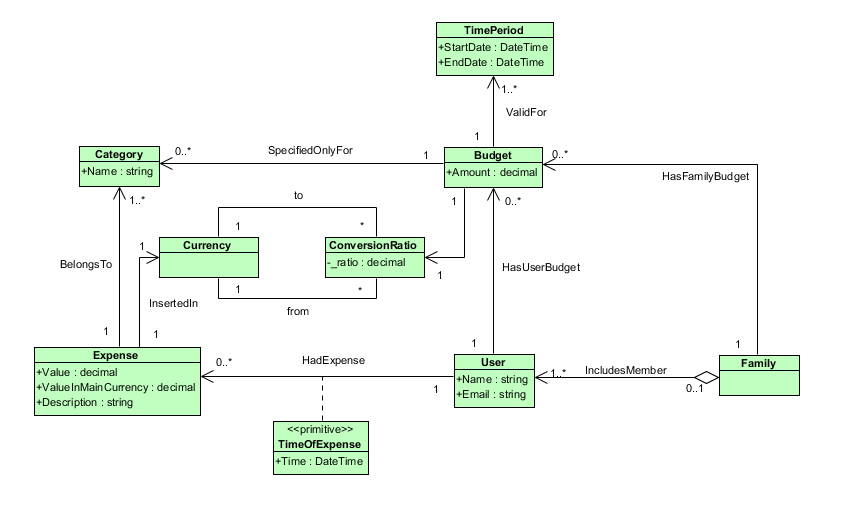 TimePeriod
+StartDate : DateTime
+EndDate : DateTime
1..*
ValidFor
1
Category
+Name : string
0..*
SpecifiedOnlyFor
1
Budget
+Amount : decimal
0..*
HasFamilyBudget
1..*
to
1
0..*
1
*
1
Currency
ConversionRatio
-_ratio : decimal
BelongsTo
1
HasUserBudget
1
*
InsertedIn
from
1
1
0..*
HadExpense
1
1
Expense
+Value : decimal
+ValueInMainCurrency : decimal
+Description : string
User
+Name : string
+Email : string
1
1..*
IncludesMember
0..1
Family
<<primitive>>
TimeOfExpense
+Time : DateTime